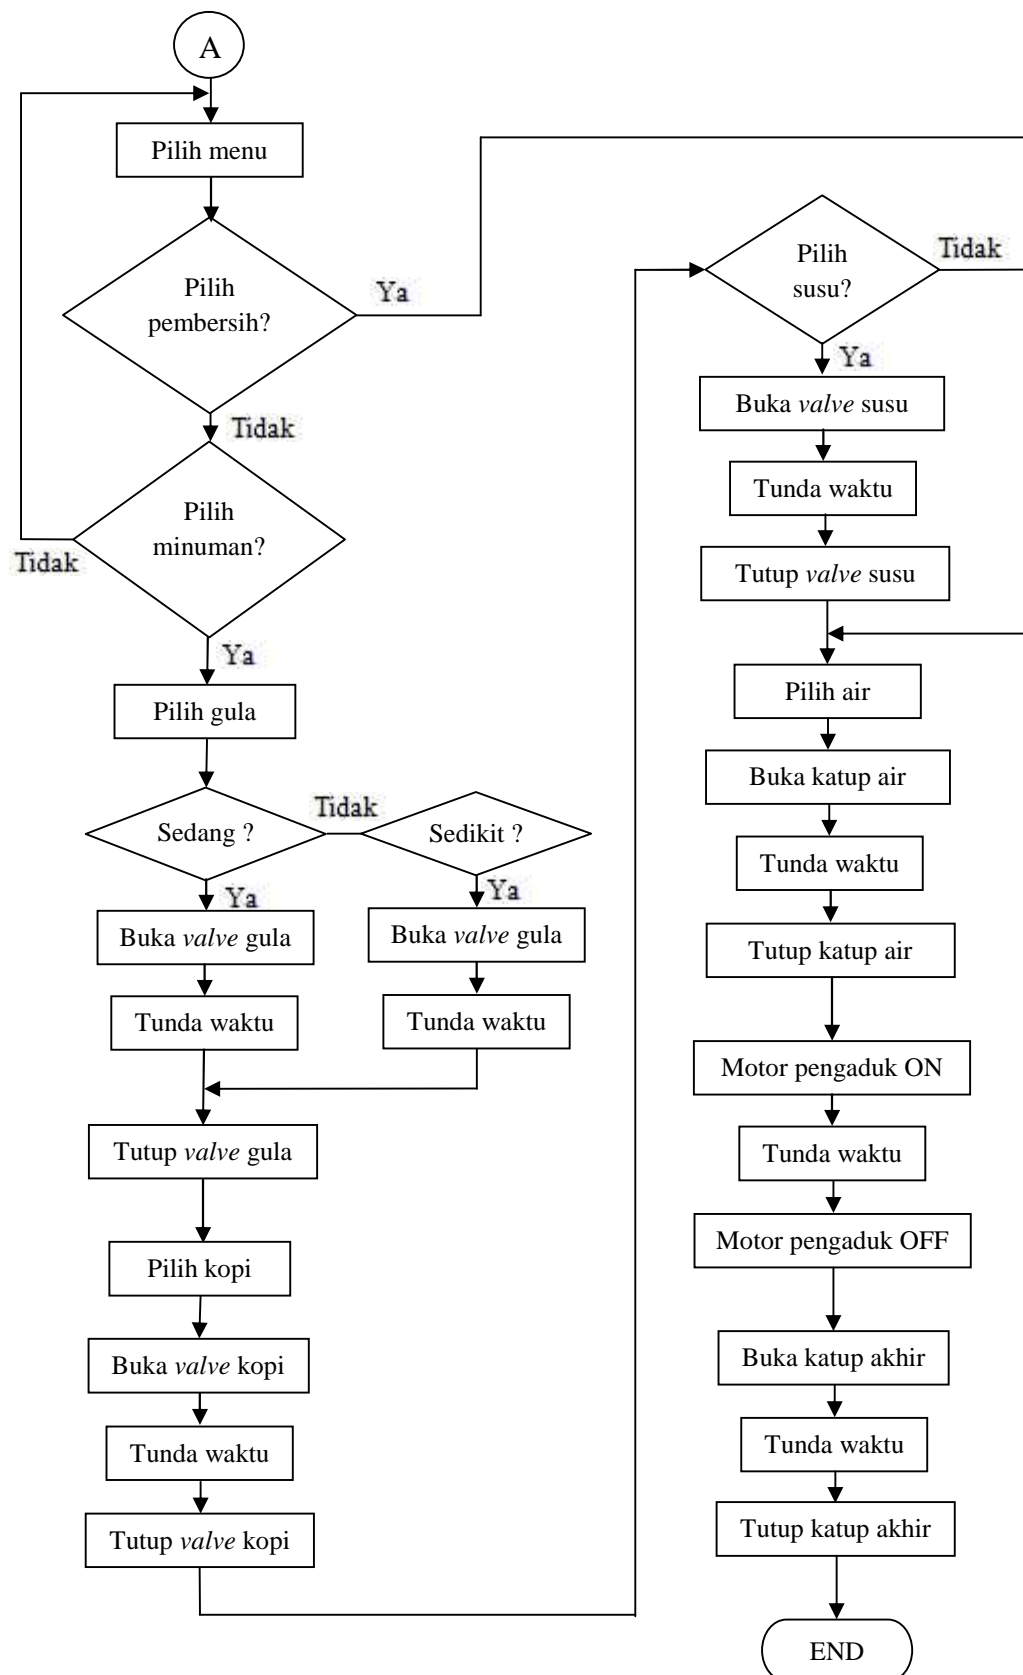 A
Pilih menu
Pilih
pembersih?
Ya
Tidak
Pilih
minuman?
Tidak
Ya
Pilih gula
Sedang ?
Tidak
Sedikit ?
Ya
Ya
Buka valve gula
Buka valve gula
Tunda waktu
Tunda waktu
Tutup valve gula
Pilih kopi
Buka valve kopi
Tunda waktu
Tutup valve kopi
Pilih
susu?
Tidak
Ya
Buka valve susu
Tunda waktu
Tutup valve susu
Pilih air
Buka katup air
Tunda waktu
Tutup katup air
Motor pengaduk ON
Tunda waktu
Motor pengaduk OFF
Buka katup akhir
Tunda waktu
Tutup katup akhir
END